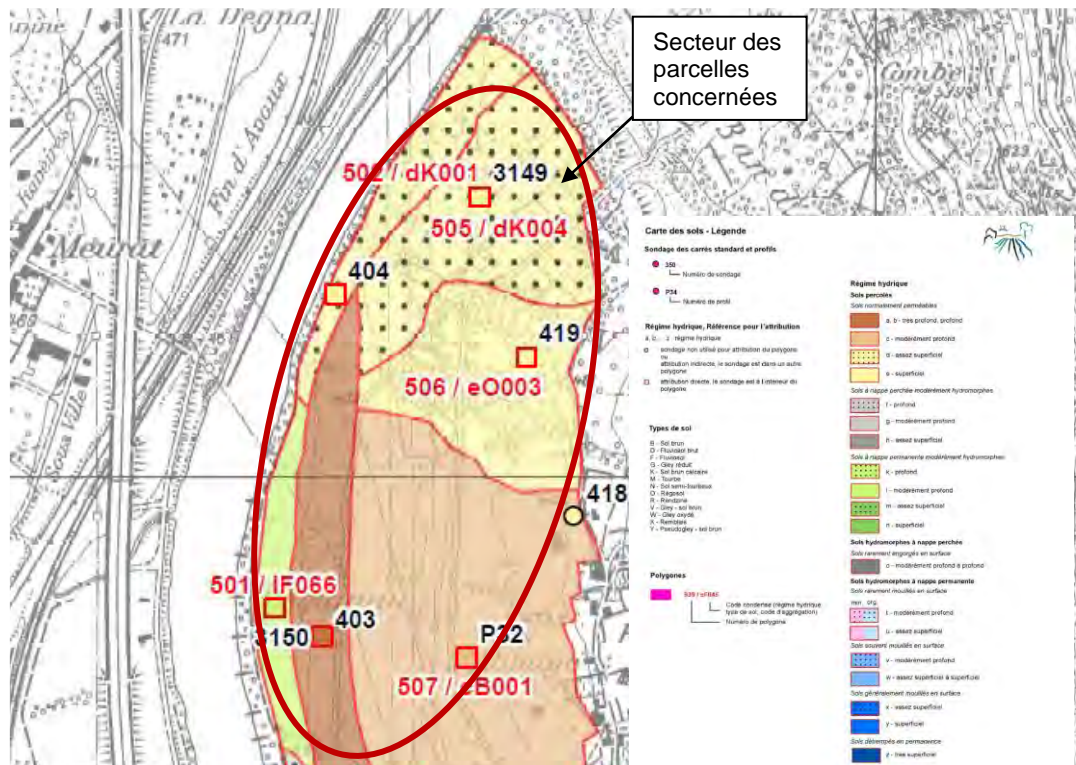 La Degna
471
Secteur des
parcelles
concernées
Combe
Run d'Agoux
502 / dK001
3149
505 / dK004
404
419
506 / eO003
418
501 / lF066
3150
403
P32
507 / cB001
Sous Ville
Carte des sols - Légende
Sondage des carrés standard et profils
350
Numéro de sondage
P34
Numéro de profil
Régime hydrique, Référence pour l'attribution
régime hydrique
sondage non utilisé pour attribution du polygone
ou
attribution indirecte, le sondage est dans un autre
polygone
attribution directe, le sondage est à l'interieur du
polygone
Types de sol
B - Sol brun
D - Fluviosol brut
F - Fluviosol
G - Gley réduit
K - Sol brun calcaire
M - Tourbe
N - Sol semi-tourbeux
O - Régosol
R - Rendzine
V - Gley - sol brun
W - Gley oxydé
X - Remblais
Y - Pseudogley - sol brun
Polygones
Code condensé (régime hydrique
type de sol, code d'aggrégation)
Numéro de polygone
Régime hydrique
Sols percolés
Sols normalement perméables
a, b - très profond, profond
c - modérément profond
d - assez superficiel
e - superficiel
Sols à nappe perchée modérément hydromorphes
f - profond
g - modérément profond
h - assez superficiel
Sols à nappe permanente modérément hydromorphes
k - profond
l - modérément profond
m - assez superficiel
n - superficiel
Sols hydromorphes à nappe perchée
Sols rarement engorgés en surface
o - modérément profond à profond
Sols hydromorphes à nappe permanente
Sols rarement mouillés en surface
min. org.
t - modérément profond
u - assez superficiel
Sols souvent mouillés en surface
v - modérément profond
w - assez superficiel à superficiel
Sols généralement mouillés en surface
x - assez superficiel
y - superficiel
Sols détrempés en permanence
z - très superficiel